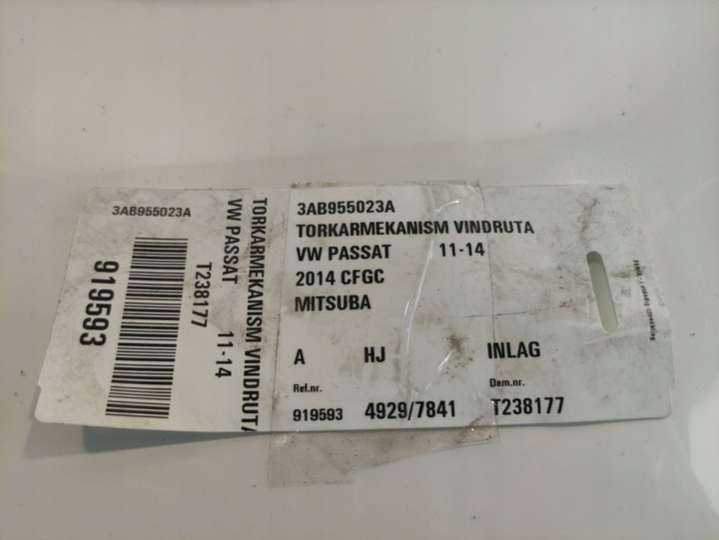 3AB955023A
919593
T238177
VW PASSAT 11-14
TORKARMEKANISM VINDRUTA
3AB955023A
TORKARMEKANISM VINDRUTA
VW PASSAT 11-14
2014 CFGC
MITSUBA
A HJ INLAG
Ref.nr. Dem.nr.
919593 4929/7841 T238177